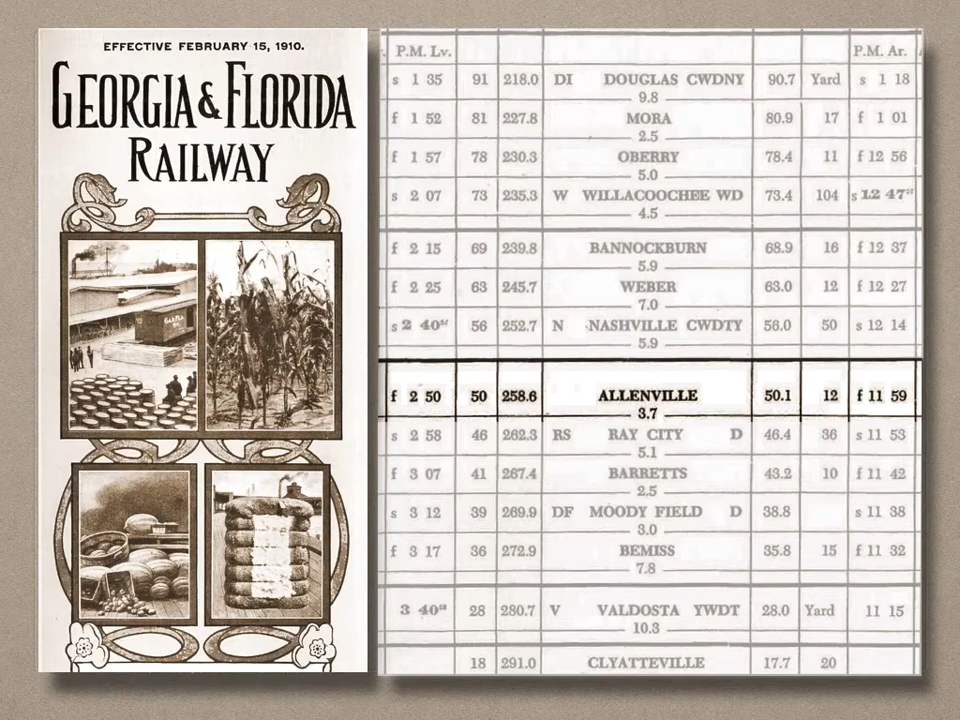 EFFECTIVE FEBRUARY 15, 1910.
GEORGIA & FLORIDA
RAILWAY
P.M. Lv. P.M. Ar.
s 1 35 91 218.0 DI DOUGLAS CWDNY 90.7 Yard s 1 18
9.8
f 1 52 81 227.8 MORA 80.9 17 f 1 01
2.5
f 1 57 78 230.3 OBERRY 78.4 11 f 12 56
5.0
s 2 07 73 235.3 W WILLACOOCHEE WD 73.4 104 s 12 47
4.5
f 2 15 69 239.8 BANNOCKBURN 68.9 16 f 12 37
5.9
f 2 25 63 245.7 WEBER 63.0 12 f 12 27
7.0
s 2 40 56 252.7 N NASHVILLE CWDTY 56.0 50 s 12 14
5.9
f 2 50 50 258.6 ALLENVILLE 50.1 12 f 11 59
3.7
s 2 58 46 262.3 RS RAY CITY D 46.4 36 s 11 53
5.1
f 3 07 41 267.4 BARRETTS 43.2 10 f 11 42
2.5
s 3 12 39 269.9 DF MOODY FIELD D 38.8 s 11 38
3.0
f 3 17 36 272.9 BEMISS 35.8 15 f 11 32
7.8
3 40 28 280.7 V VALDOSTA YWDT 28.0 Yard 11 15
10.3
18 291.0 CLYATTEVILLE 17.7 20